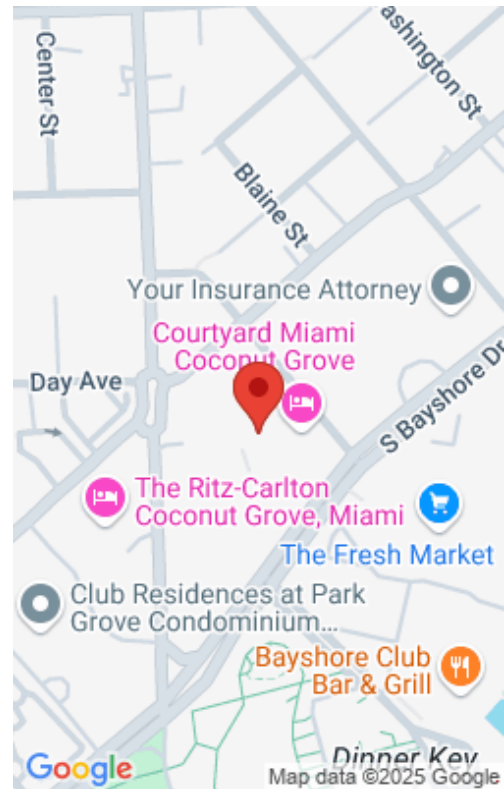 Center St
ashington St
Blaine St
Your Insurance Attorney
Courtyard Miami
Coconut Grove
Day Ave
S Bayshore Dr
The Ritz-Carlton
Coconut Grove, Miami
The Fresh Market
Club Residences at Park
Grove Condominium...
Bayshore Club
Bar & Grill
Dinner Key
Google
Map data ©2025 Google